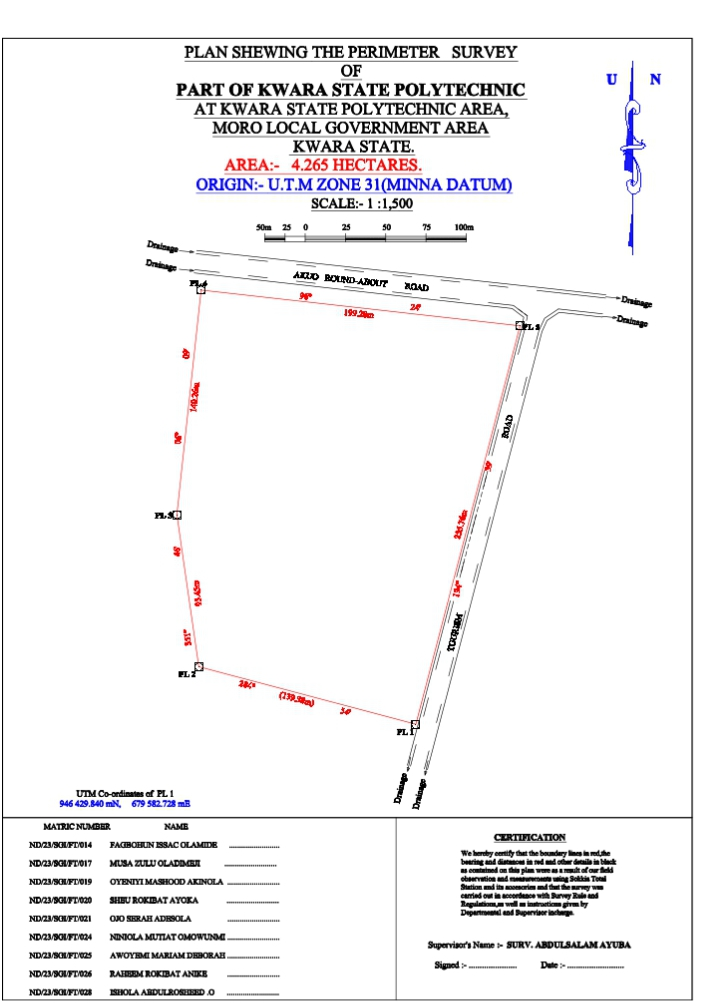 PLAN SHEWING THE PERIMETER SURVEY
OF
PART OF KWARA STATE POLYTECHNIC
AT KWARA STATE POLYTECHNIC AREA,
MORO LOCAL GOVERNMENT AREA
KWARA STATE.
AREA:- 4.265 HECTARES.
ORIGIN:- U.T.M ZONE 31(MINNA DATUM)
SCALE:- 1 :1,500
U N
50m 25 0 25 50 75 100m
Drainage
Drainage
ROUND-ABOUT ROAD
Drainage
Drainage
PL 4
96° 24'
199.28m
ROAD
140.26m
PL
PL 2
(139.58m)
PL 1
TOURISM
Drainage
Drainage
UTM Co-ordinates of PL 1
946 429.840 mN, 679 582.728 mE
MATRIC NUMBER NAME
ND/23/SGI/FT/014 FAGBOHUN ISSAC OLAMIDE
ND/23/SGI/FT/017 MUSA ZULU OLADIMEJI
ND/23/SGI/FT/019 OYENIYI MASHOOD AKINOLA
ND/23/SGI/FT/020 SHEU ROKIBAT AYOKA
ND/23/SGI/FT/021 OJO SERAH ADESOLA
ND/23/SGI/FT/024 NINIOLA MUTIAT OMOWUNMI
ND/23/SGI/FT/025 AWOYEMI MARIAM DEBORAH
ND/23/SGI/FT/026 RAHEEM ROKIBAT ANIKE
ND/23/SGI/FT/028 ISHOLA ABDULROSHEED .O
CERTIFICATION
We hereby certify that the boundary lines in red,the
bearing and distances in red and other details in black
as contained on this plan were as a result of our field
observation and measurements using Sokkia Total
Station and its accesories and that the survey was
carried out in accordance with Survey Rule and
Regulations,as well as instructions given by
Departmental and Supervisor incharge.
Supervisor's Name :- SURV. ABDULSALAM AYUBA
Signed :- ........................ Date :- ............................